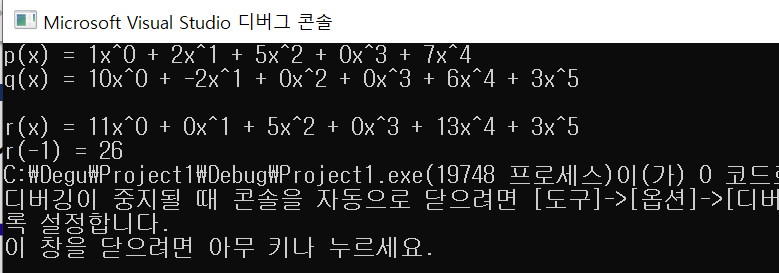 Microsoft Visual Studio 디버그 콘솔
p(x) = 1x^0 + 2x^1 + 5x^2 + 0x^3 + 7x^4
q(x) = 10x^0 + -2x^1 + 0x^2 + 0x^3 + 6x^4 + 3x^5
r(x) = 11x^0 + 0x^1 + 5x^2 + 0x^3 + 13x^4 + 3x^5
r(-1) = 26
C:\Degu\Project1\Debug\Project1.exe(19748 프로세스)이(가) 0 코드로
디버깅이 중지될 때 콘솔을 자동으로 닫으려면 [도구]->[옵션]->[디버
록 설정합니다.
이 창을 닫으려면 아무 키나 누르세요.